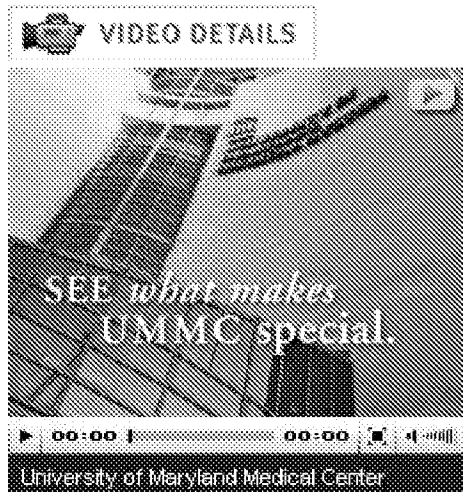 VIDEO DETAILS
SEE what makes
UMMC special.
00:00 00:00
University of Maryland Medical Center